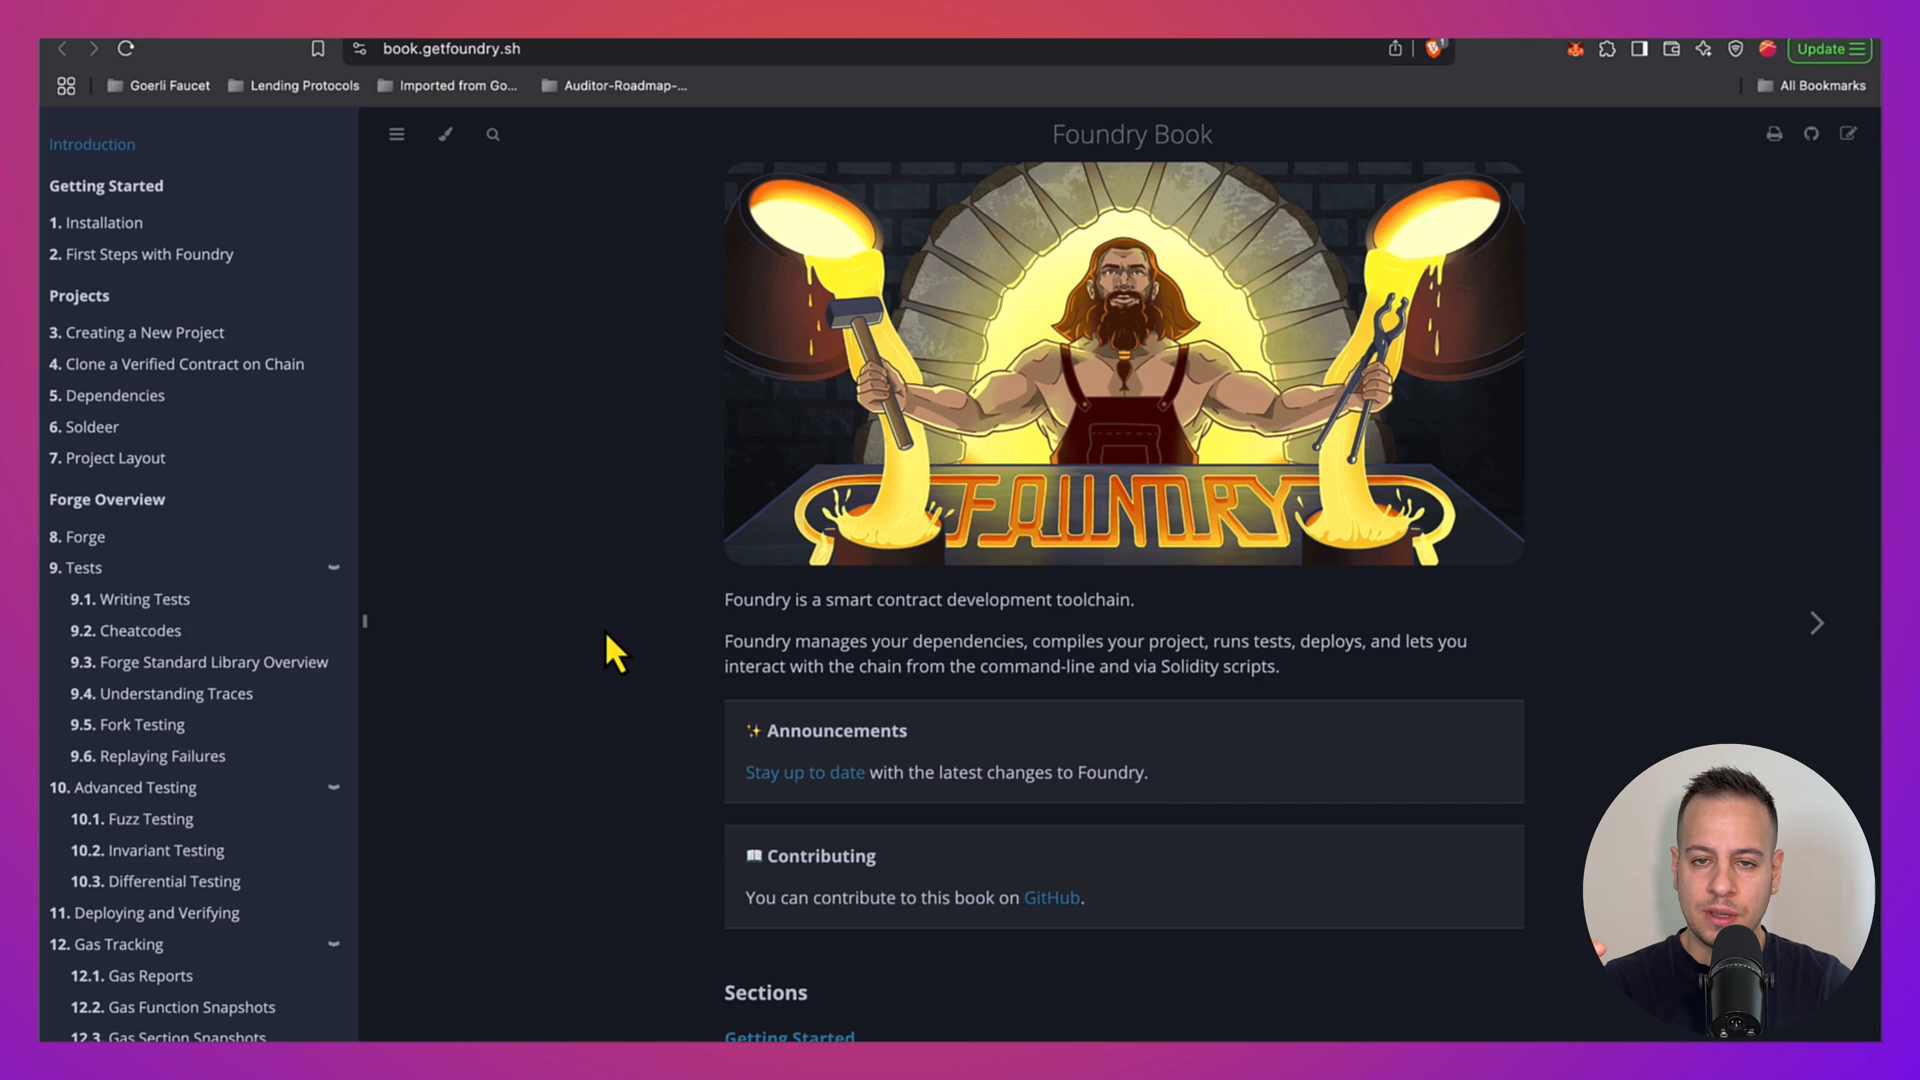 book.getfoundry.sh
1
Update
Goerli Faucet
Lending Protocols
Imported from Go...
Auditor-Roadmap-...
All Bookmarks
Introduction
Getting Started
1. Installation
2. First Steps with Foundry
Projects
3. Creating a New Project
4. Clone a Verified Contract on Chain
5. Dependencies
6. Soldeer
7. Project Layout
Forge Overview
8. Forge
9. Tests
9.1. Writing Tests
9.2. Cheatcodes
9.3. Forge Standard Library Overview
9.4. Understanding Traces
9.5. Fork Testing
9.6. Replaying Failures
10. Advanced Testing
10.1. Fuzz Testing
10.2. Invariant Testing
10.3. Differential Testing
11. Deploying and Verifying
12. Gas Tracking
12.1. Gas Reports
12.2. Gas Function Snapshots
12.3. Gas Section Snapshots
Foundry Book
FOUNDRY
Foundry is a smart contract development toolchain.
Foundry manages your dependencies, compiles your project, runs tests, deploys, and lets you
interact with the chain from the command-line and via Solidity scripts.
✨ Announcements
Stay up to date with the latest changes to Foundry.
📖 Contributing
You can contribute to this book on GitHub.
Sections
Getting Started